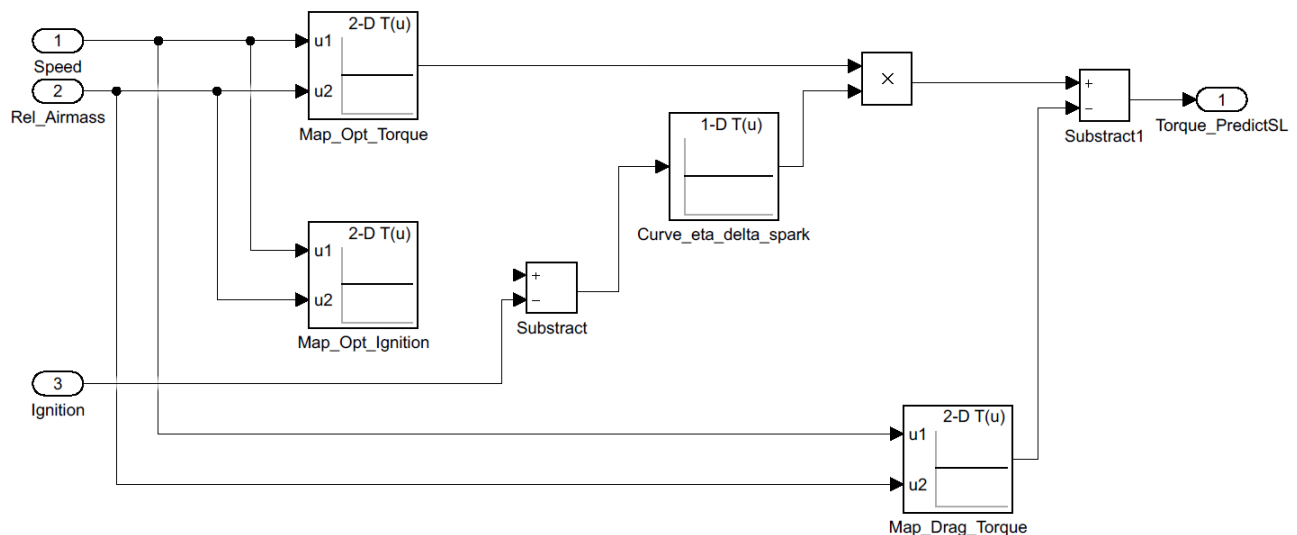 1
Speed
2
Rel_Airmass
2-D T(u)
u1
u2
Map_Opt_Torque
2-D T(u)
u1
u2
Map_Opt_Ignition
3
Ignition
+
−
Substract
1-D T(u)
Curve_eta_delta_spark
×
2-D T(u)
u1
u2
Map_Drag_Torque
+
−
Substract1
1
Torque_PredictSL